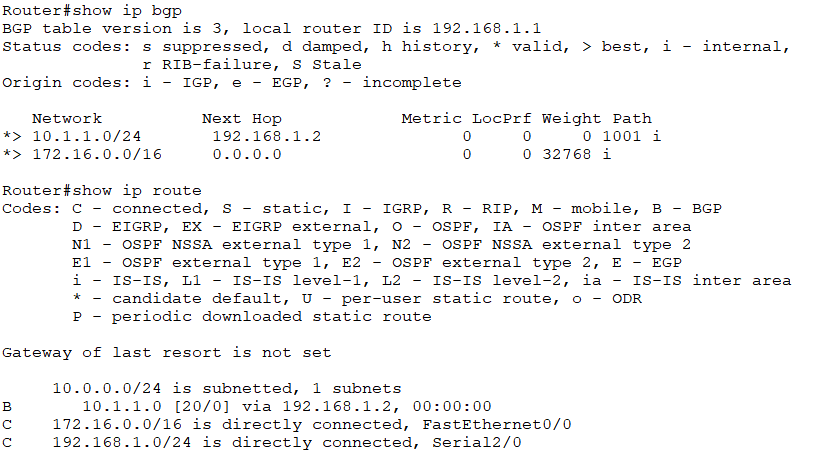 Router#show ip bgp
BGP table version is 3, local router ID is 192.168.1.1
Status codes: s suppressed, d damped, h history, * valid, > best, i - internal,
              r RIB-failure, S Stale
Origin codes: i - IGP, e - EGP, ? - incomplete

   Network          Next Hop            Metric LocPrf Weight Path
*> 10.1.1.0/24       192.168.1.2              0     0     0 1001 i
*> 172.16.0.0/16     0.0.0.0                  0     0 32768 i

Router#show ip route
Codes: C - connected, S - static, I - IGRP, R - RIP, M - mobile, B - BGP
       D - EIGRP, EX - EIGRP external, O - OSPF, IA - OSPF inter area
       N1 - OSPF NSSA external type 1, N2 - OSPF NSSA external type 2
       E1 - OSPF external type 1, E2 - OSPF external type 2, E - EGP
       i - IS-IS, L1 - IS-IS level-1, L2 - IS-IS level-2, ia - IS-IS inter area
       * - candidate default, U - per-user static route, o - ODR
       P - periodic downloaded static route

Gateway of last resort is not set

     10.0.0.0/24 is subnetted, 1 subnets
B       10.1.1.0 [20/0] via 192.168.1.2, 00:00:00
C    172.16.0.0/16 is directly connected, FastEthernet0/0
C    192.168.1.0/24 is directly connected, Serial2/0